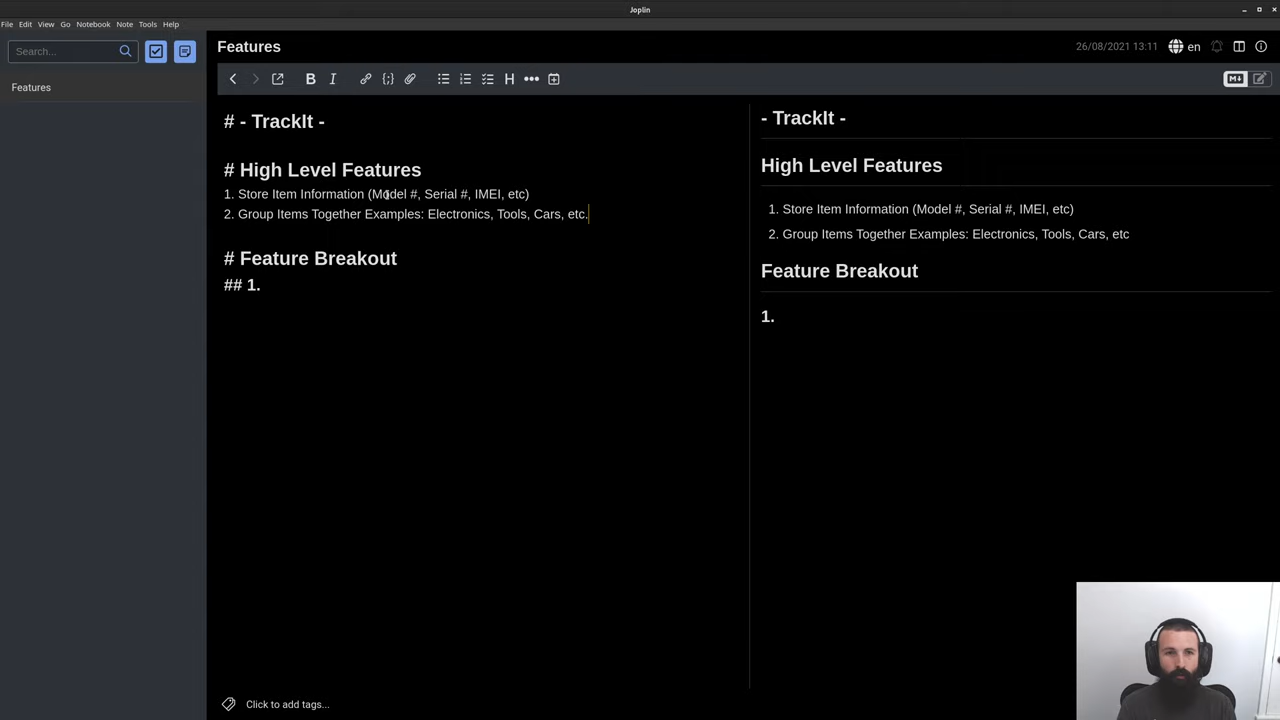 Joplin
File Edit View Go Notebook Note Tools Help
Search...
Features
26/08/2021 13:11 en
Features
# - TrackIt -
# High Level Features
1. Store Item Information (Model #, Serial #, IMEI, etc)
2. Group Items Together Examples: Electronics, Tools, Cars, etc.
# Feature Breakout
## 1.
- TrackIt -
High Level Features
1. Store Item Information (Model #, Serial #, IMEI, etc)
2. Group Items Together Examples: Electronics, Tools, Cars, etc
Feature Breakout
1.
Click to add tags...